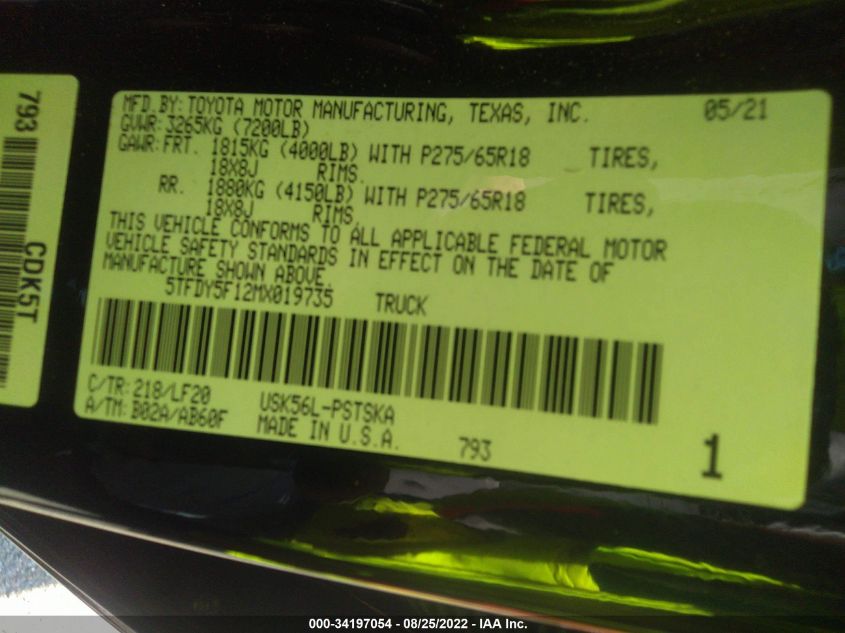 793
CDK5T
MFD.BY:TOYOTA MOTOR MANUFACTURING, TEXAS, INC. 05/21
GVWR:3265KG (7200LB)
GAWR:FRT. 1815KG (4000LB) WITH P275/65R18 TIRES,
18X8J RIMS.
RR. 1880KG (4150LB) WITH P275/65R18 TIRES,
18X8J RIMS.
THIS VEHICLE CONFORMS TO ALL APPLICABLE FEDERAL MOTOR
VEHICLE SAFETY STANDARDS IN EFFECT ON THE DATE OF
MANUFACTURE SHOWN ABOVE.
5TFDY5F12MX019735 TRUCK
C/TR:218/LF20 USK56L-PSTSKA
A/TM:B02A/AB60F MADE IN U.S.A. 793 1
000-34197054 - 08/25/2022 - IAA Inc.